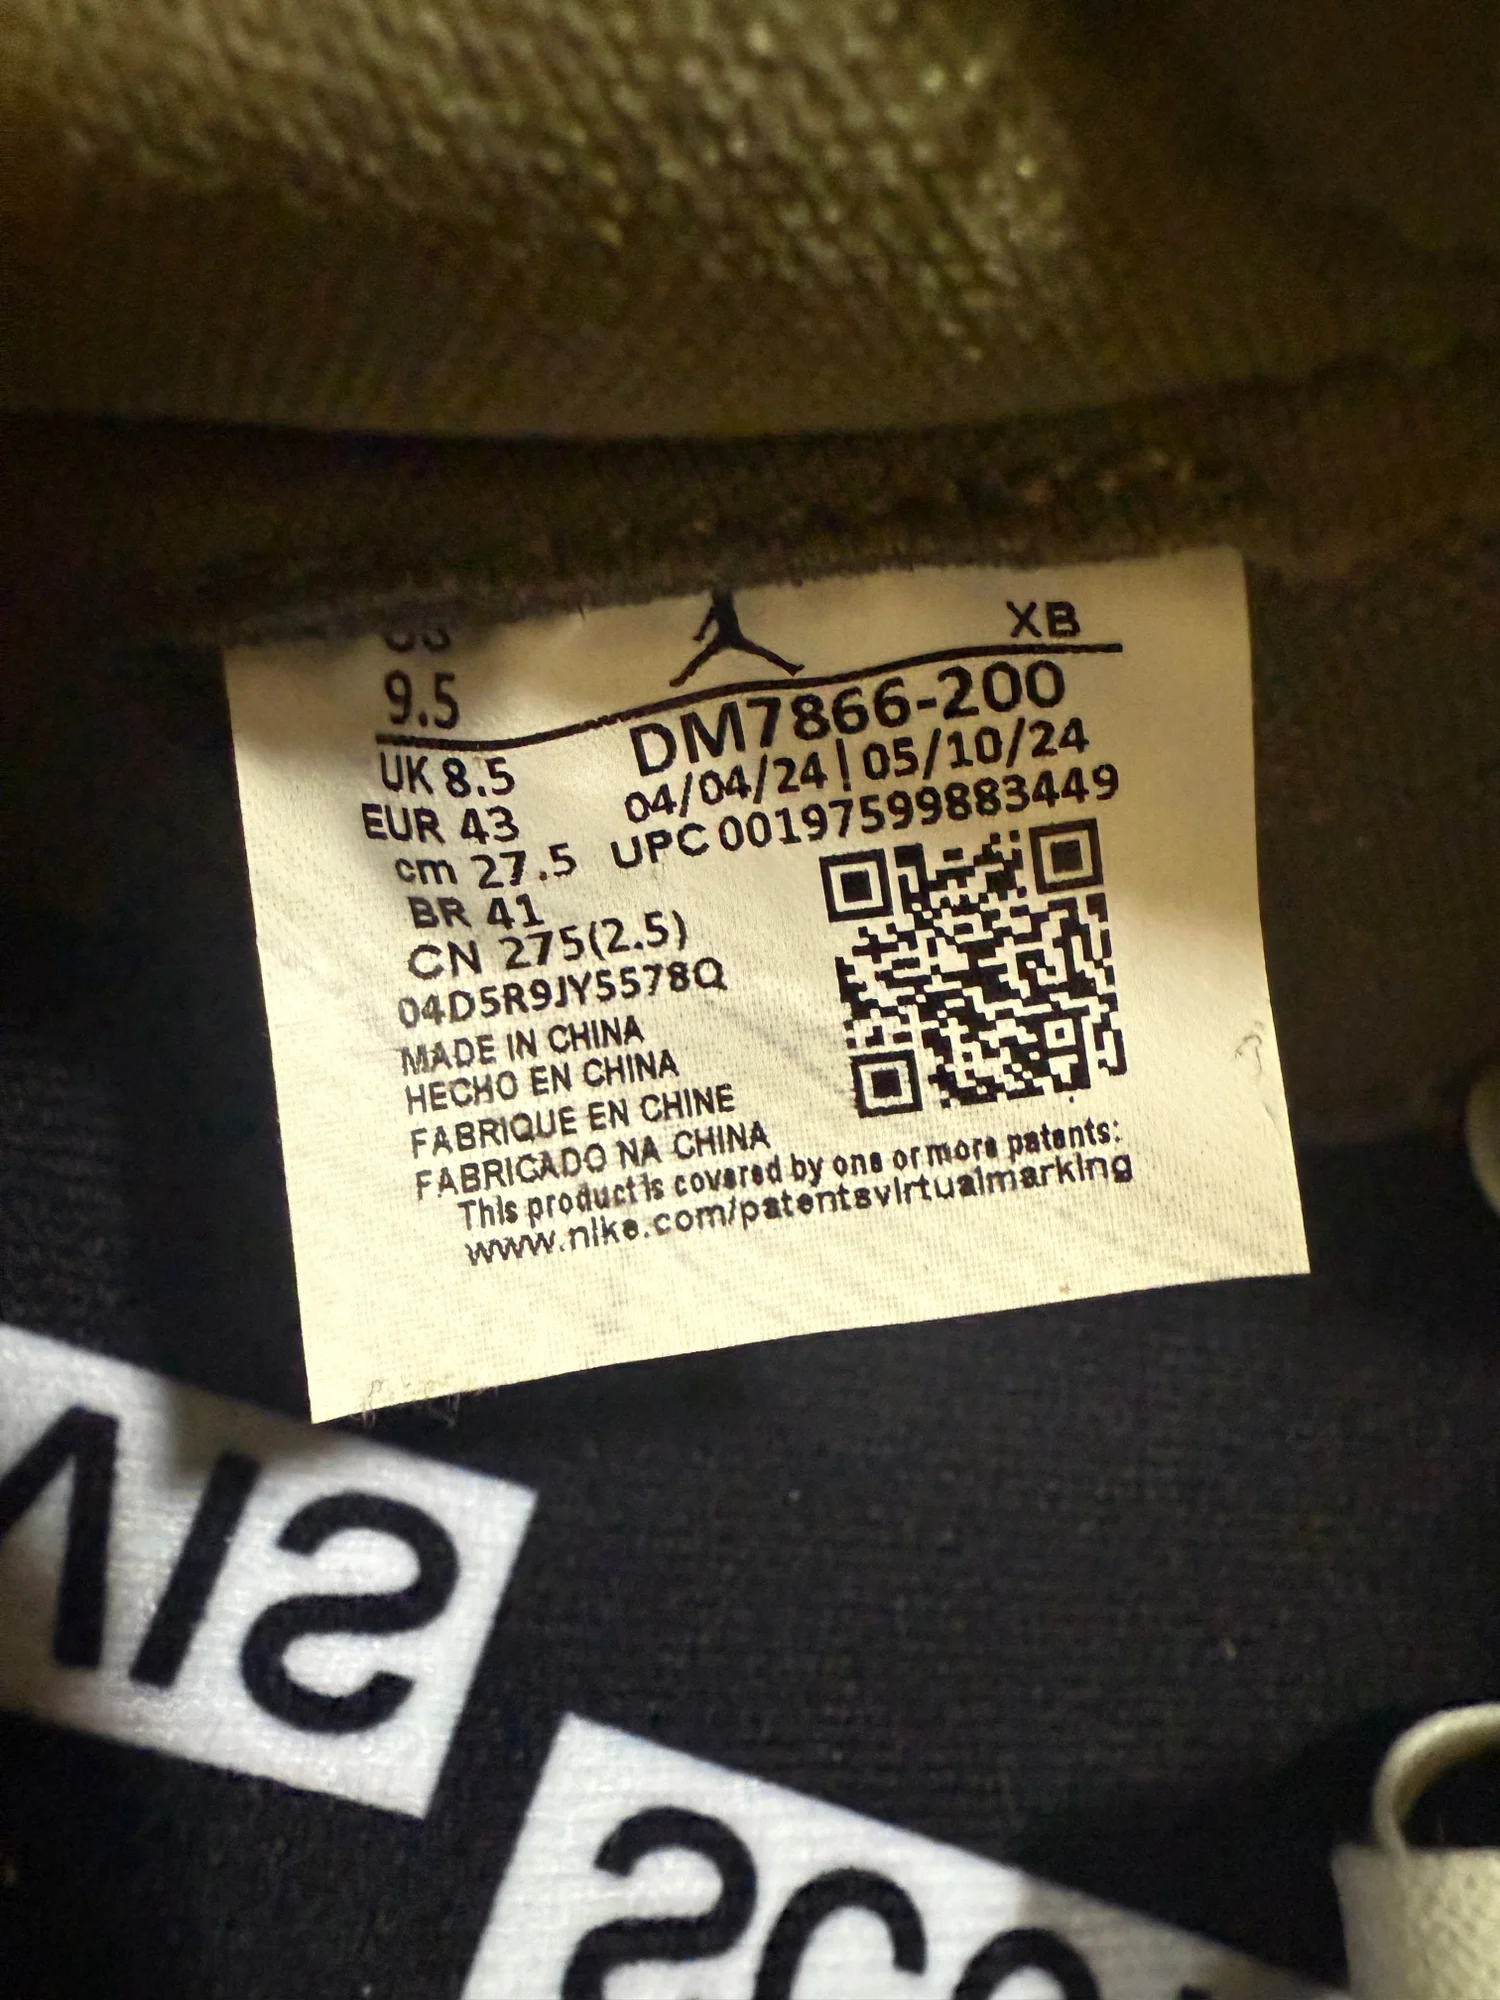 US
XB
9.5
DM7866-200
UK 8.5
04/04/24 | 05/10/24
EUR 43
UPC 00197599883449
cm 27.5
BR 41
CN 275(2.5)
04D5R9JY5578Q
MADE IN CHINA
HECHO EN CHINA
FABRIQUE EN CHINE
FABRICADO NA CHINA
This product is covered by one or more patents:
www.nike.com/patentsvirtualmarking